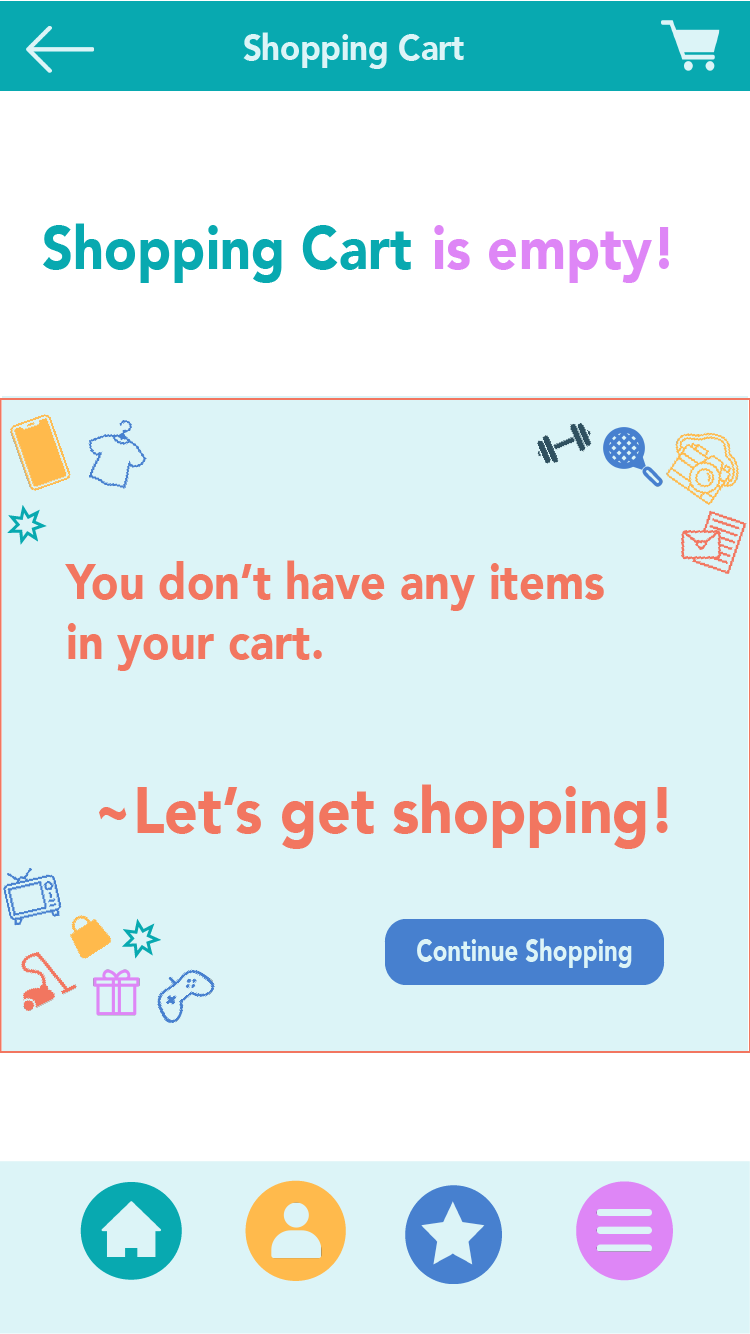 Shopping Cart
Shopping Cart is empty!
You don’t have any items
in your cart.
~Let’s get shopping!
Continue Shopping